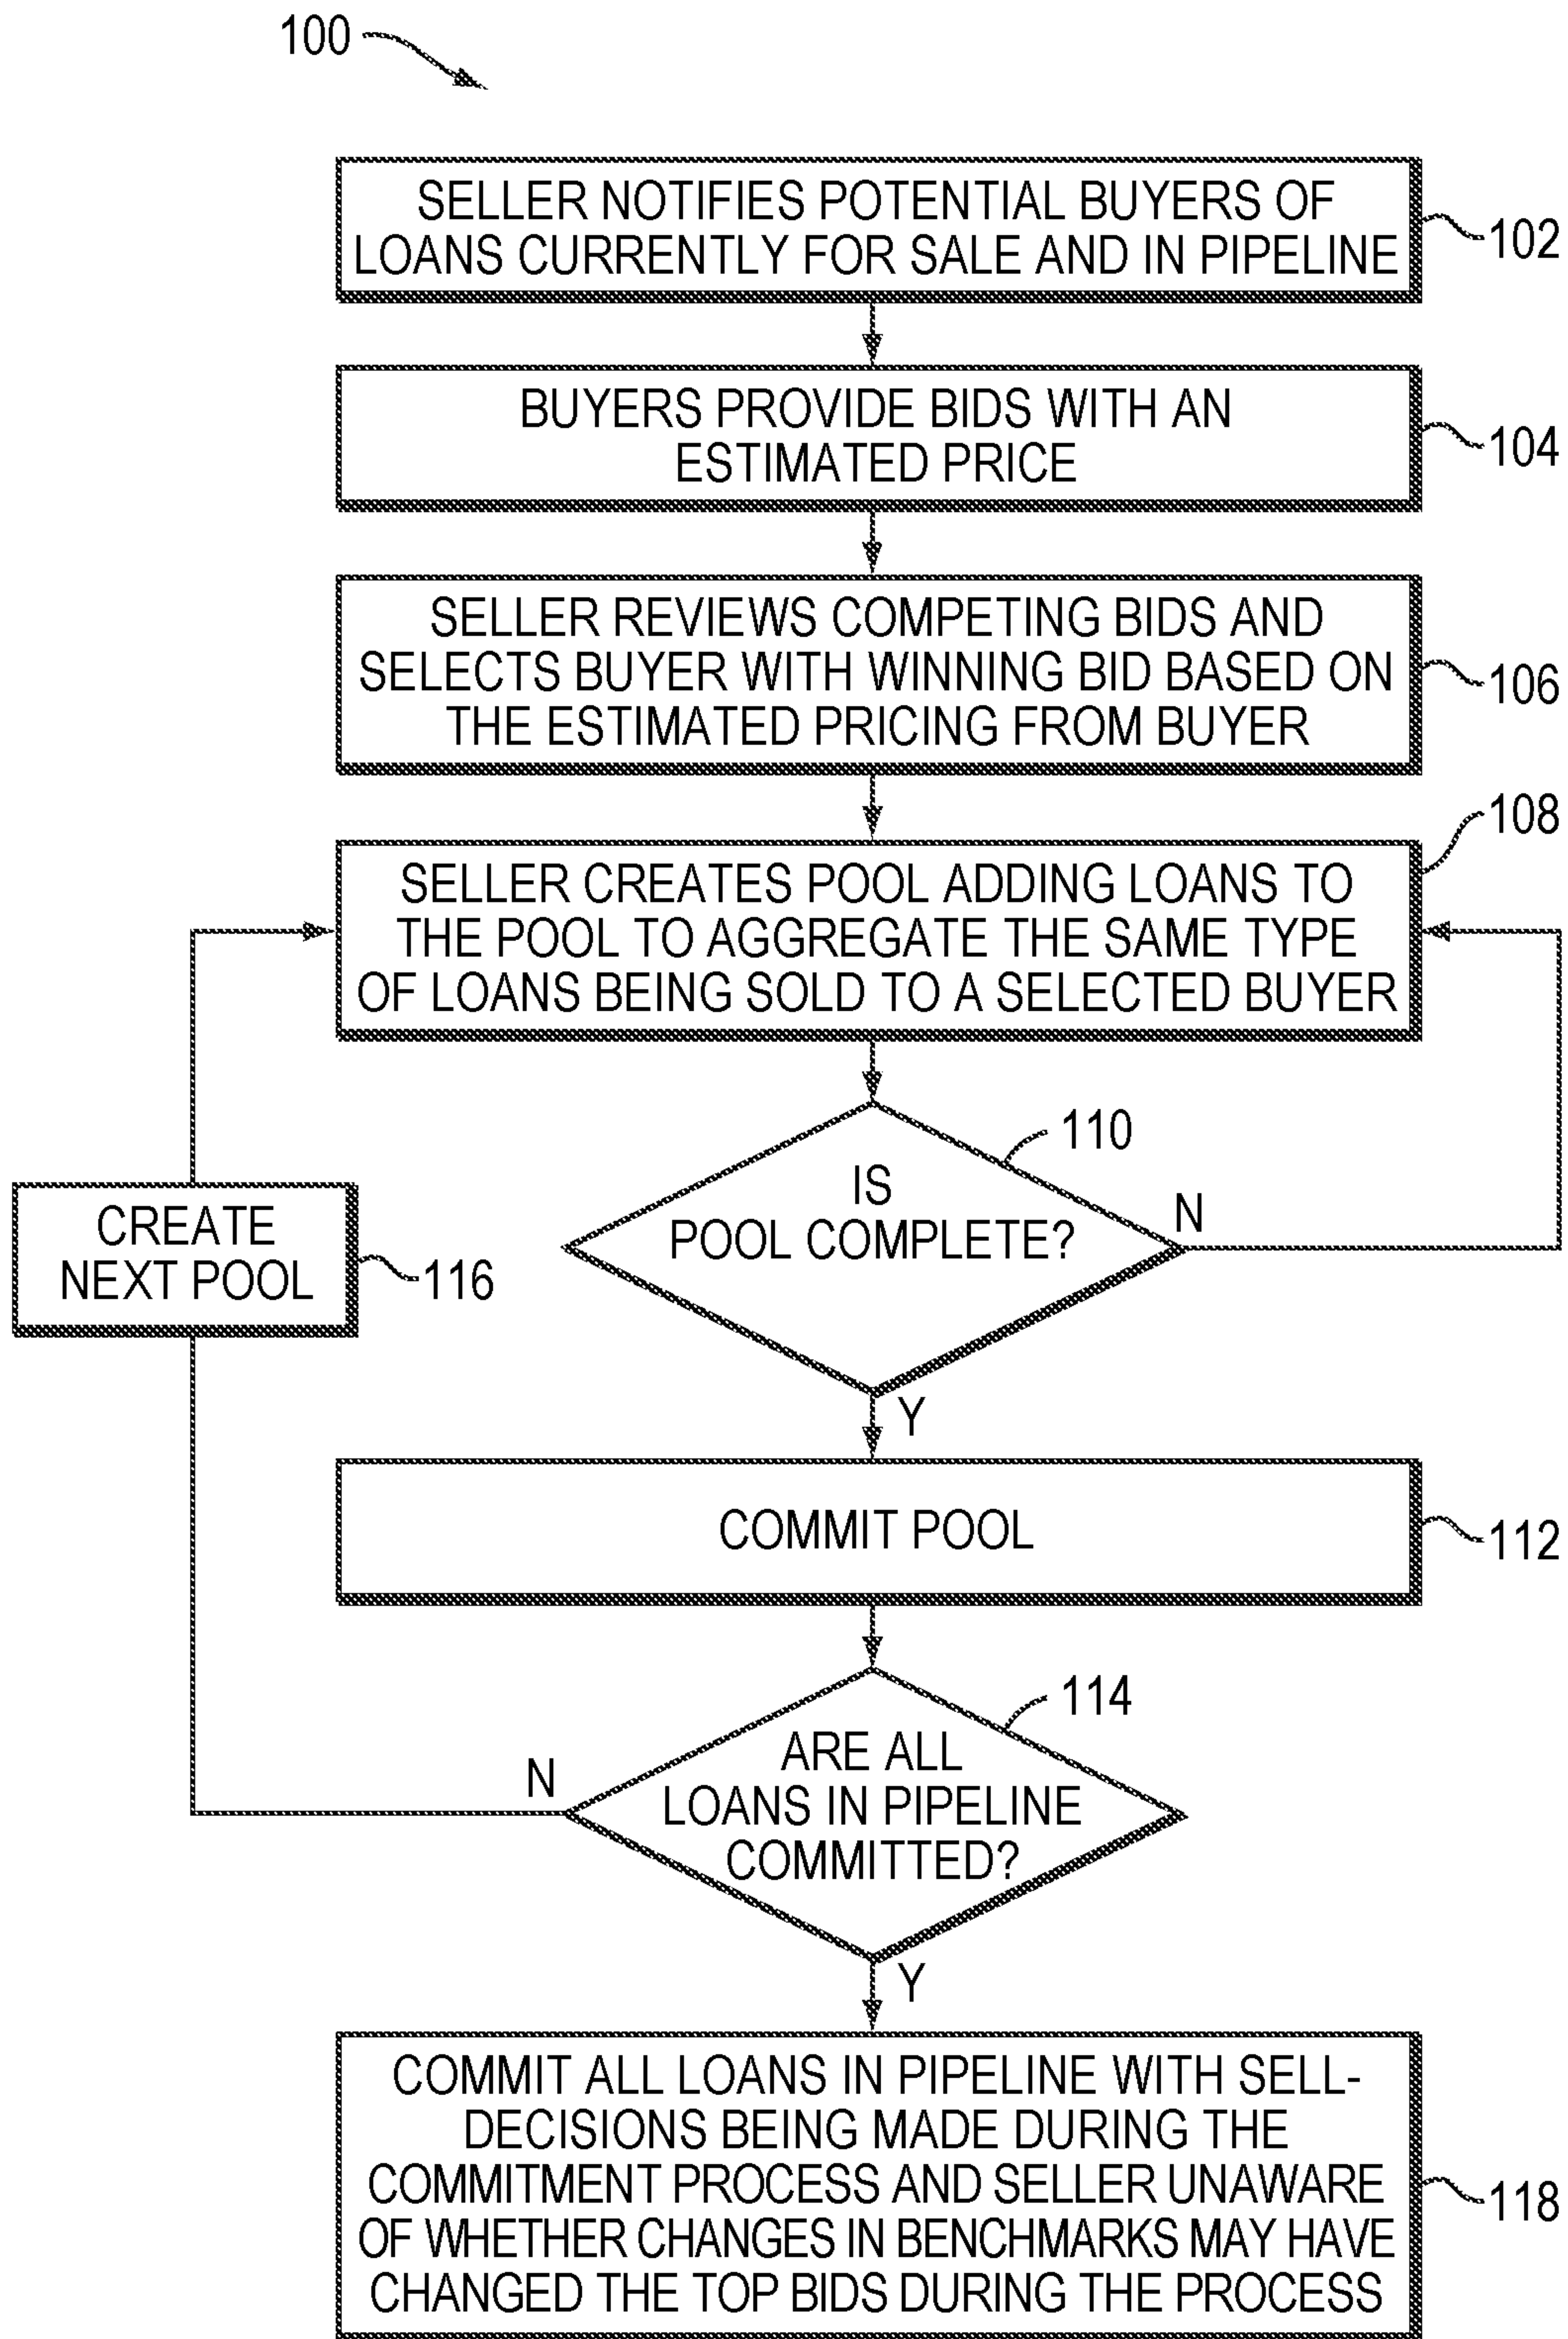 100
SELLER NOTIFIES POTENTIAL BUYERS OF
LOANS CURRENTLY FOR SALE AND IN PIPELINE
102
BUYERS PROVIDE BIDS WITH AN
ESTIMATED PRICE
104
SELLER REVIEWS COMPETING BIDS AND
SELECTS BUYER WITH WINNING BID BASED ON
THE ESTIMATED PRICING FROM BUYER
106
108
SELLER CREATES POOL ADDING LOANS TO
THE POOL TO AGGREGATE THE SAME TYPE
OF LOANS BEING SOLD TO A SELECTED BUYER
110
IS
POOL COMPLETE?
N
CREATE
NEXT POOL
116
Y
COMMIT POOL
112
114
ARE ALL
LOANS IN PIPELINE
COMMITTED?
N
Y
COMMIT ALL LOANS IN PIPELINE WITH SELL-
DECISIONS BEING MADE DURING THE
COMMITMENT PROCESS AND SELLER UNAWARE
OF WHETHER CHANGES IN BENCHMARKS MAY HAVE
CHANGED THE TOP BIDS DURING THE PROCESS
118